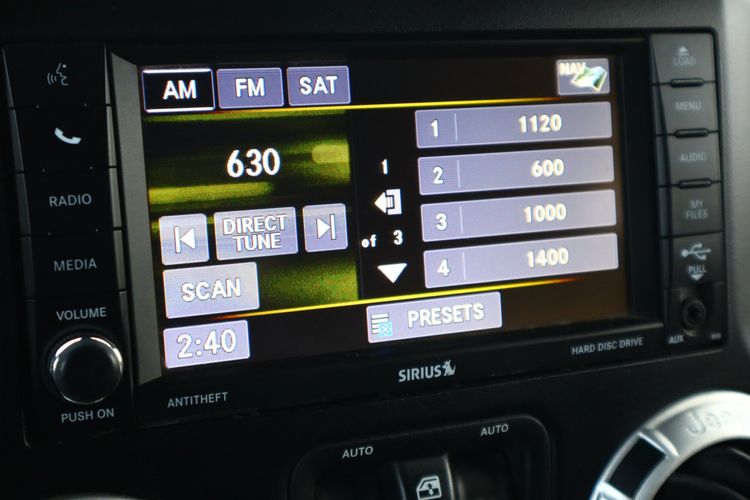 AM FM SAT NAV
630
DIRECT TUNE
SCAN
2:40
1
of 3
1 1120
2 600
3 1000
4 1400
PRESETS
RADIO
MEDIA
VOLUME
PUSH ON
ANTITHEFT
SIRIUS
HARD DISC DRIVE
LOAD
MENU
AUDIO
MY FILES
PULL
AUX
AUTO
AUTO
Jeep